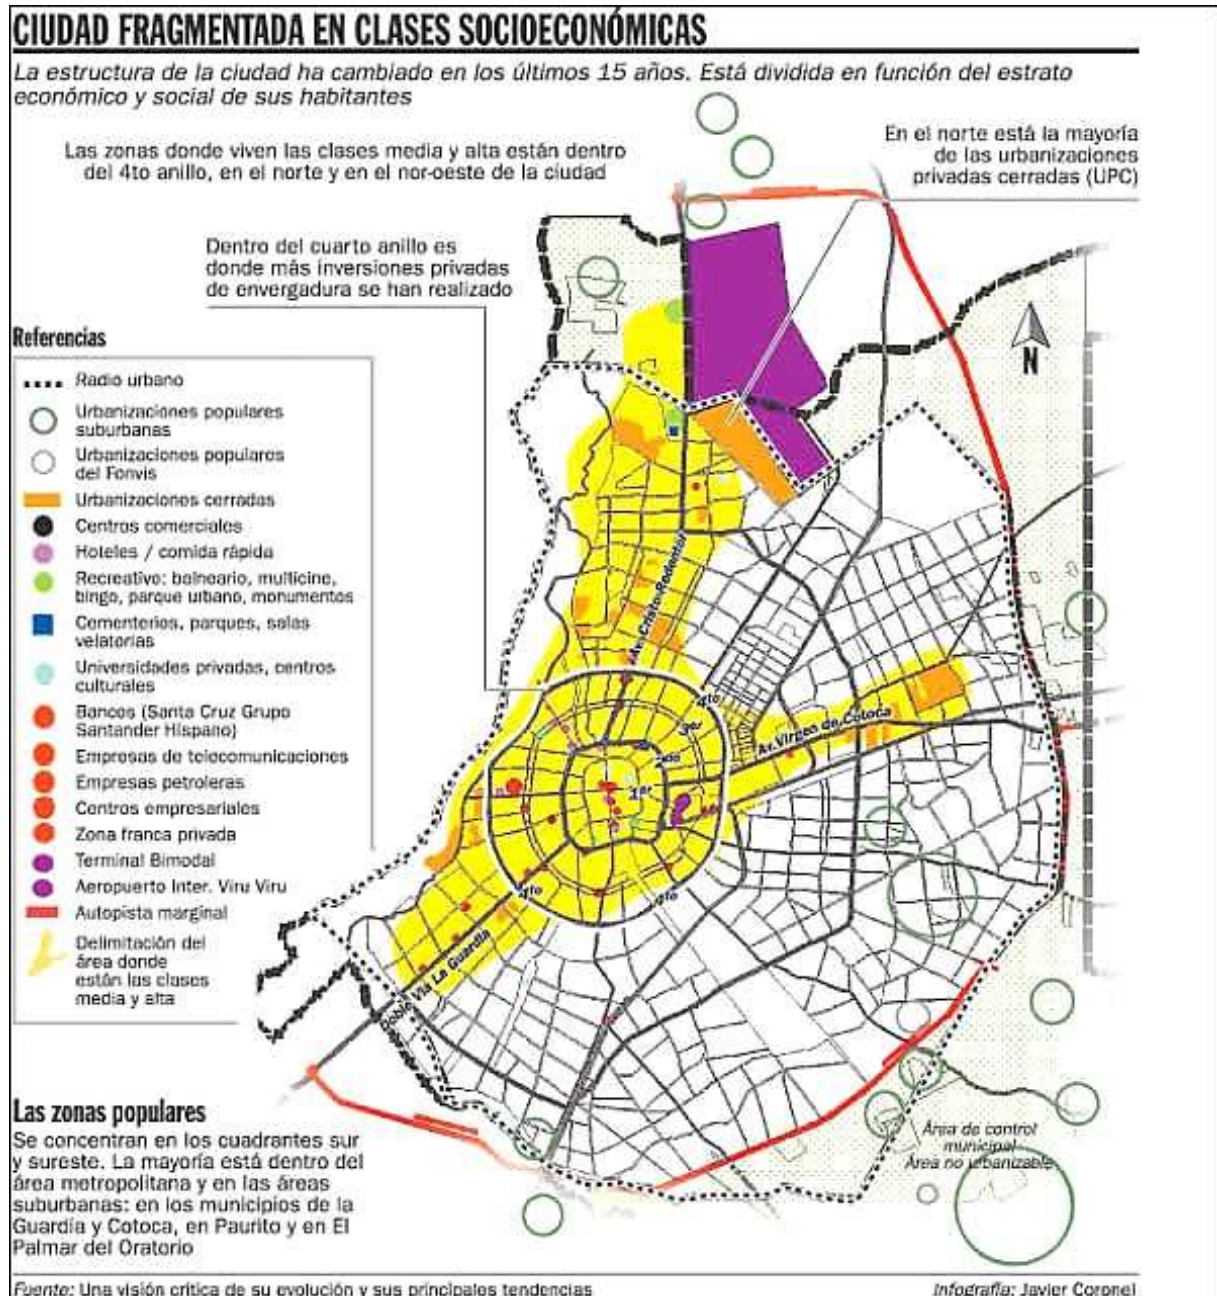 CIUDAD FRAGMENTADA EN CLASES SOCIOECONÓMICAS
La estructura de la ciudad ha cambiado en los últimos 15 años. Está dividida en función del estrato
económico y social de sus habitantes
Las zonas donde viven las clases media y alta están dentro
del 4to anillo, en el norte y en el nor-oeste de la ciudad
En el norte está la mayoría
de las urbanizaciones
privadas cerradas (UPC)
Dentro del cuarto anillo es
donde más inversiones privadas
de envergadura se han realizado
N
Referencias
Radio urbano
Urbanizaciones populares
suburbanas
Urbanizaciones populares
del Fonvis
Urbanizaciones cerradas
Centros comerciales
Hoteles / comida rápida
Recreativo: balneario, multicine,
bingo, parque urbano, monumentos
Cementerios, parques, salas
velatorias
Universidades privadas, centros
culturales
Bancos (Santa Cruz Grupo
Santander Hispano)
Empresas de telecomunicaciones
Empresas petroleras
Centros empresariales
Zona franca privada
Terminal Bimodal
Aeropuerto Inter. Viru Viru
Autopista marginal
Delimitación del
área donde
están las clases
media y alta
Av. Cristo Redentor
4to
3er
2do
1er
Av. Virgen de Cotoca
4to
4to
Doble Vía La Guardia
Las zonas populares
Se concentran en los cuadrantes sur
y sureste. La mayoría está dentro del
área metropolitana y en las áreas
suburbanas: en los municipios de la
Guardía y Cotoca, en Paurito y en El
Palmar del Oratorio
Área de control
municipal
Área no urbanizable
Fuente: Una visión crítica de su evolución y sus principales tendencias
Infografía: Javier Coronel